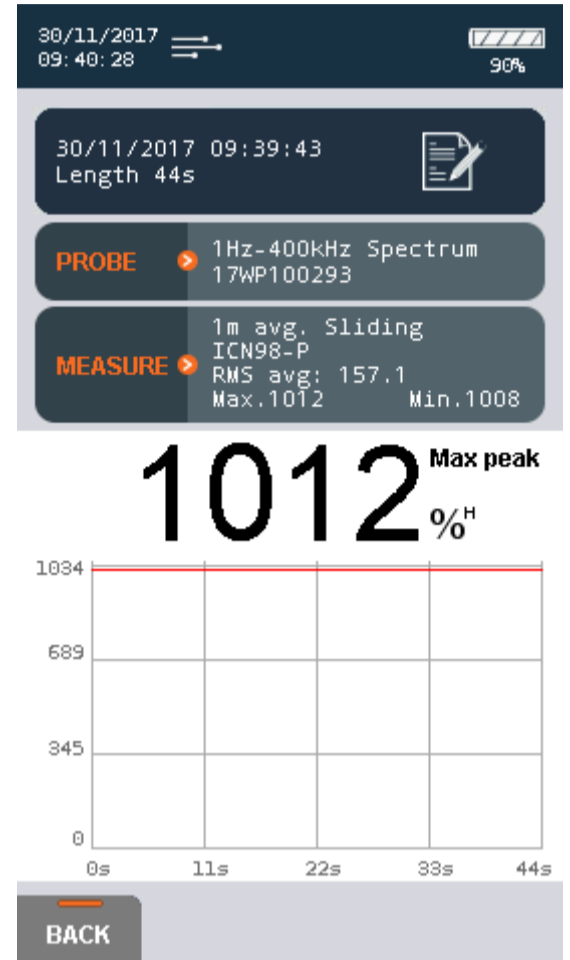 30/11/2017
09:40:28
90%
30/11/2017 09:39:43
Length 44s
PROBE
1Hz-400kHz Spectrum
17WP100293
MEASURE
1m avg. Sliding
ICN98-P
RMS avg: 157.1
Max.1012 Min.1008
1012 Max peak
%H
1034
689
345
0
0s 11s 22s 33s 44s
BACK